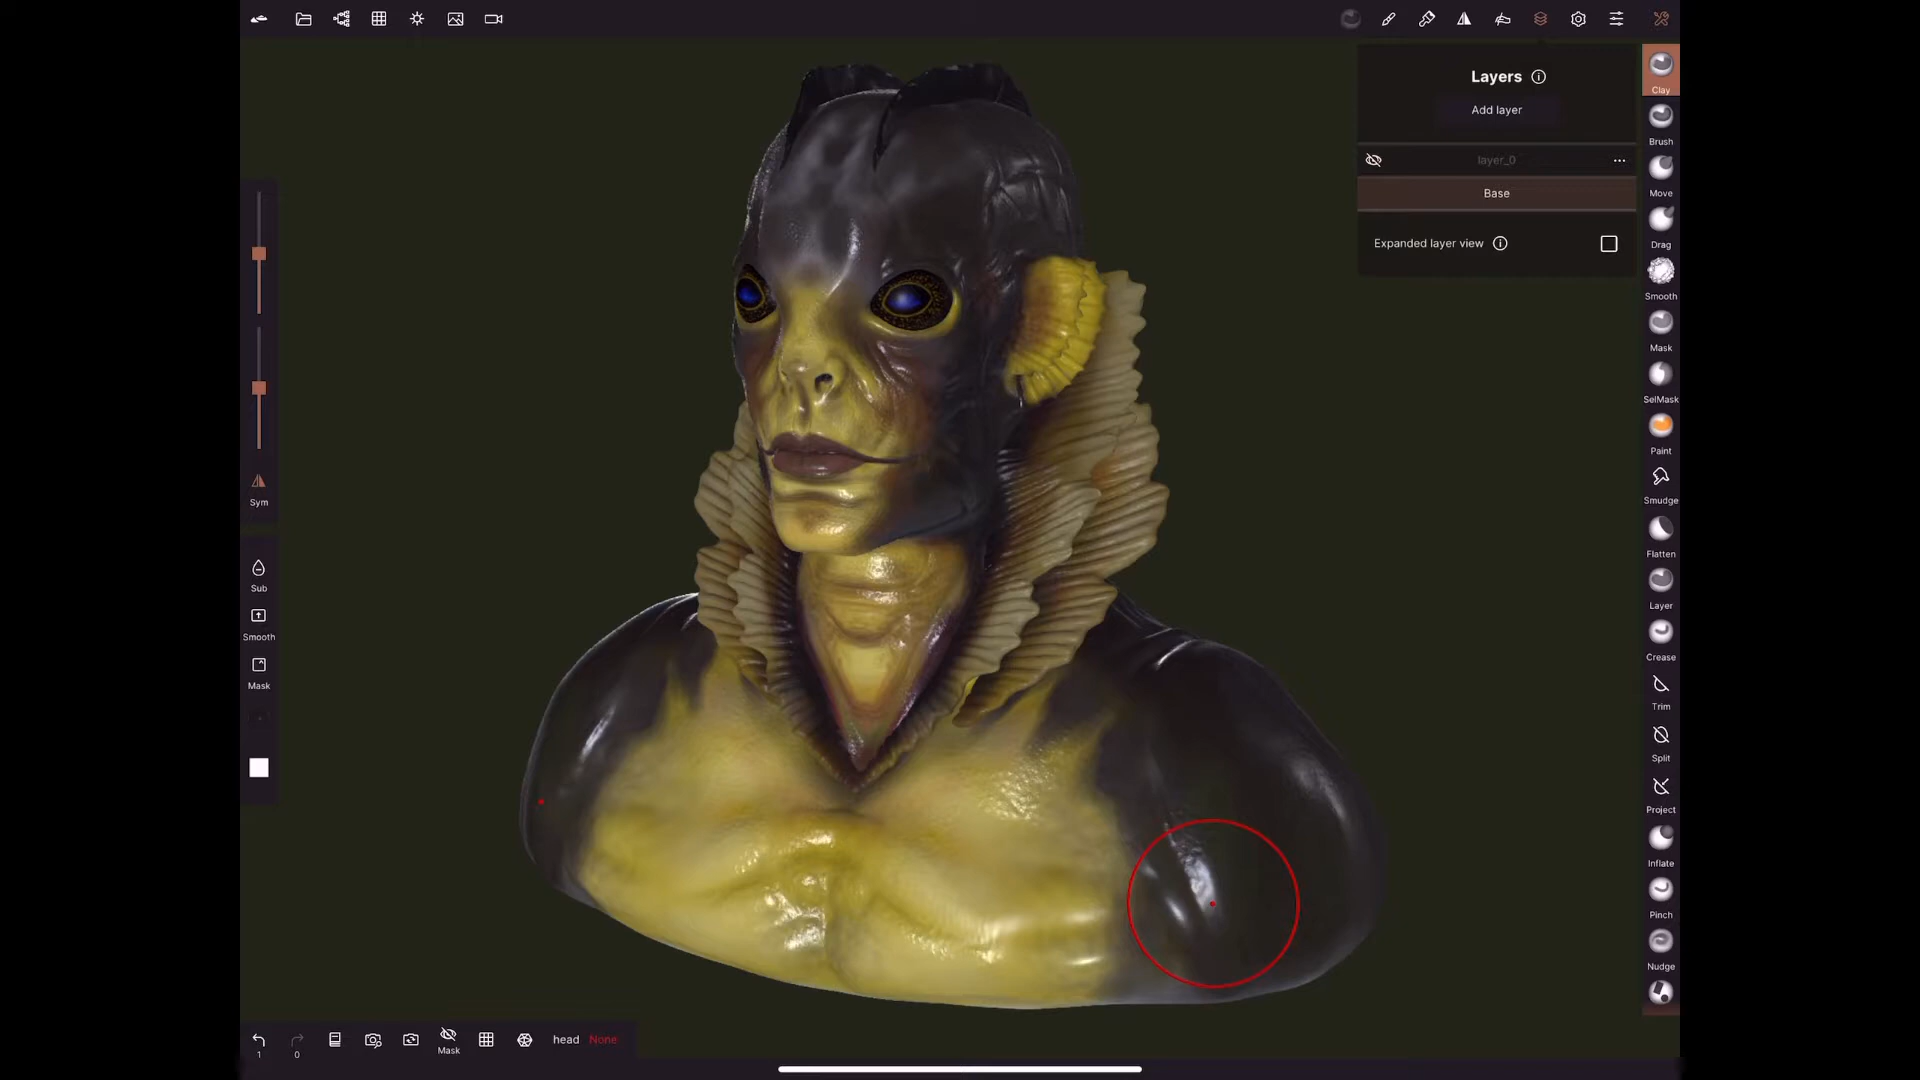 Layers
Add layer
layer_0
Base
Expanded layer view
Clay
Brush
Move
Drag
Smooth
Mask
SelMask
Paint
Smudge
Flatten
Layer
Crease
Trim
Split
Project
Inflate
Pinch
Nudge
Sym
Sub
Smooth
Mask
1
0
Mask
head None